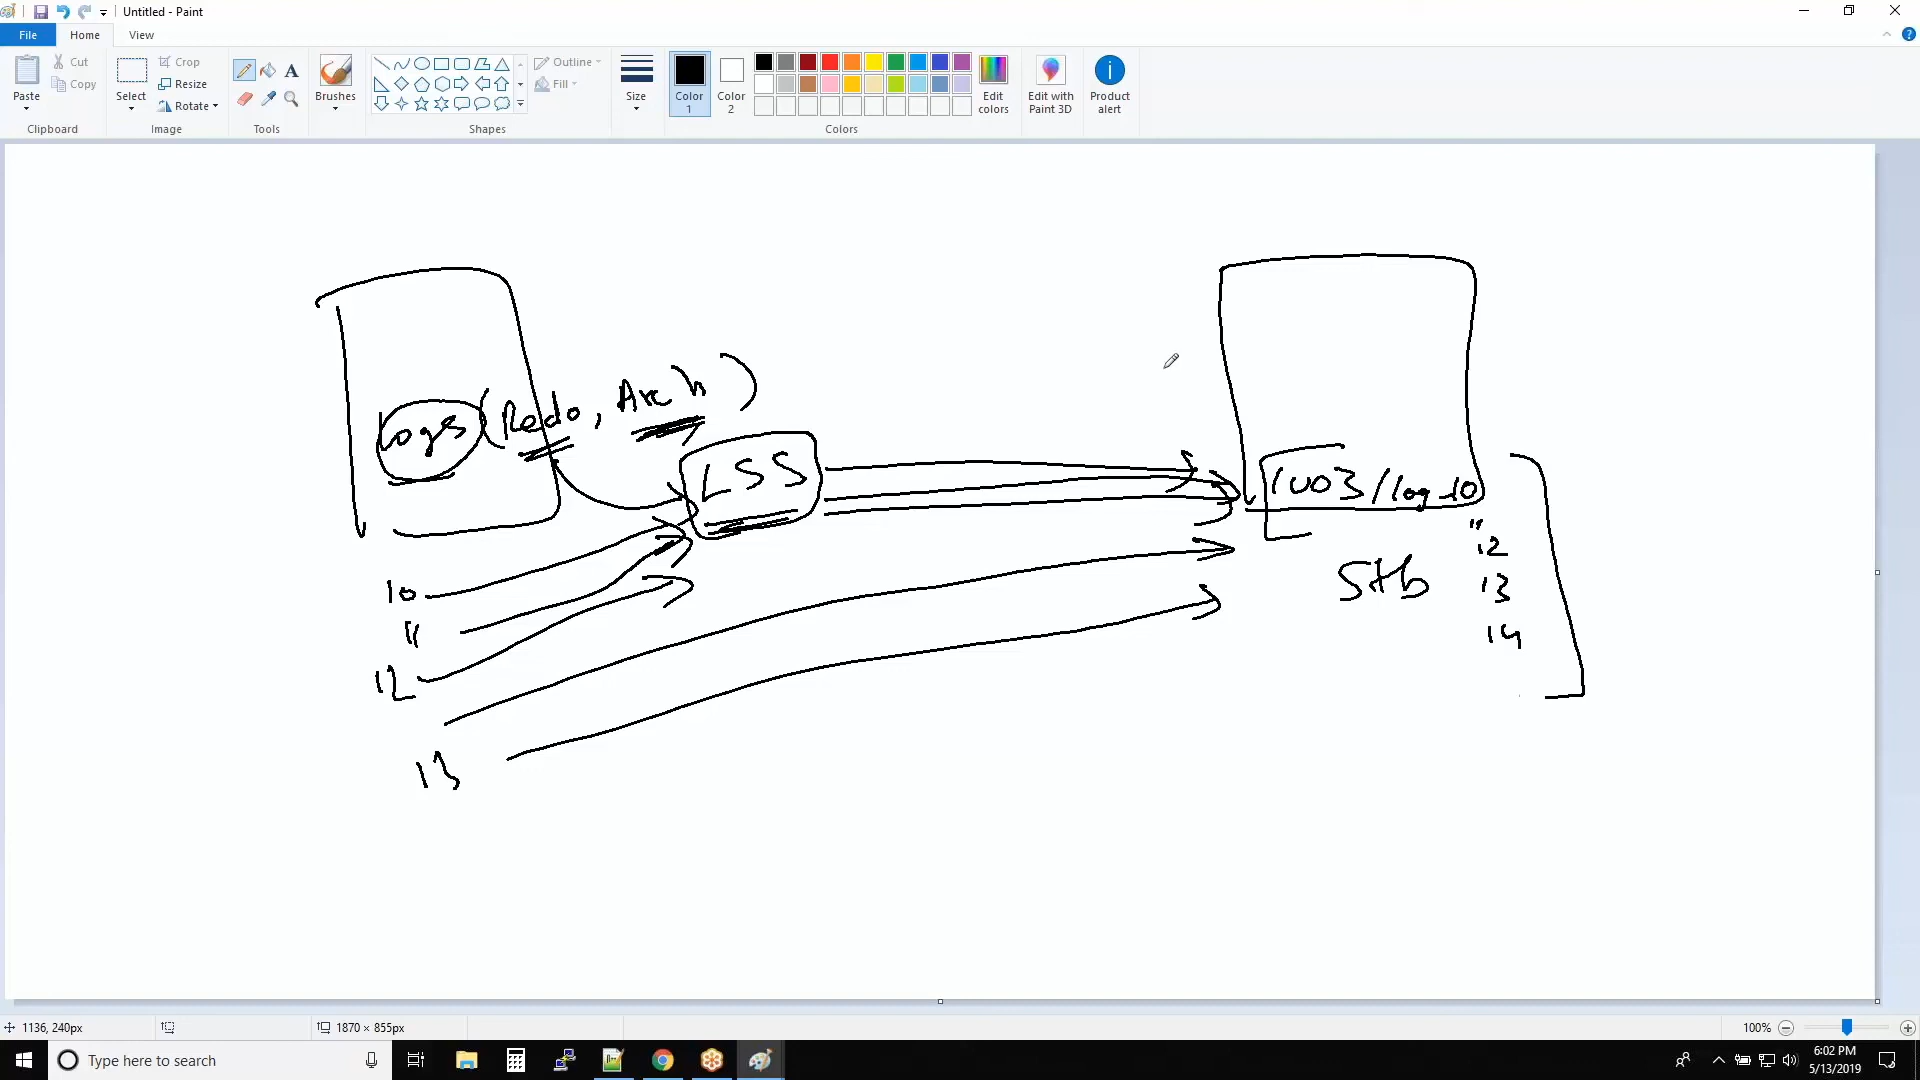 Untitled - Paint
File
Home
View
Paste
Cut
Copy
Clipboard
Select
Crop
Resize
Rotate
Image
Tools
Brushes
Shapes
Outline
Fill
Size
Color 1
Color 2
Colors
Edit colors
Edit with Paint 3D
Product alert
Logs (Redo, Arch)
LSS
/U03/log_10
"
12
13
14
Stb
10
11
12
13
1136, 240px
1870 × 855px
100%
Type here to search
6:02 PM
5/13/2019